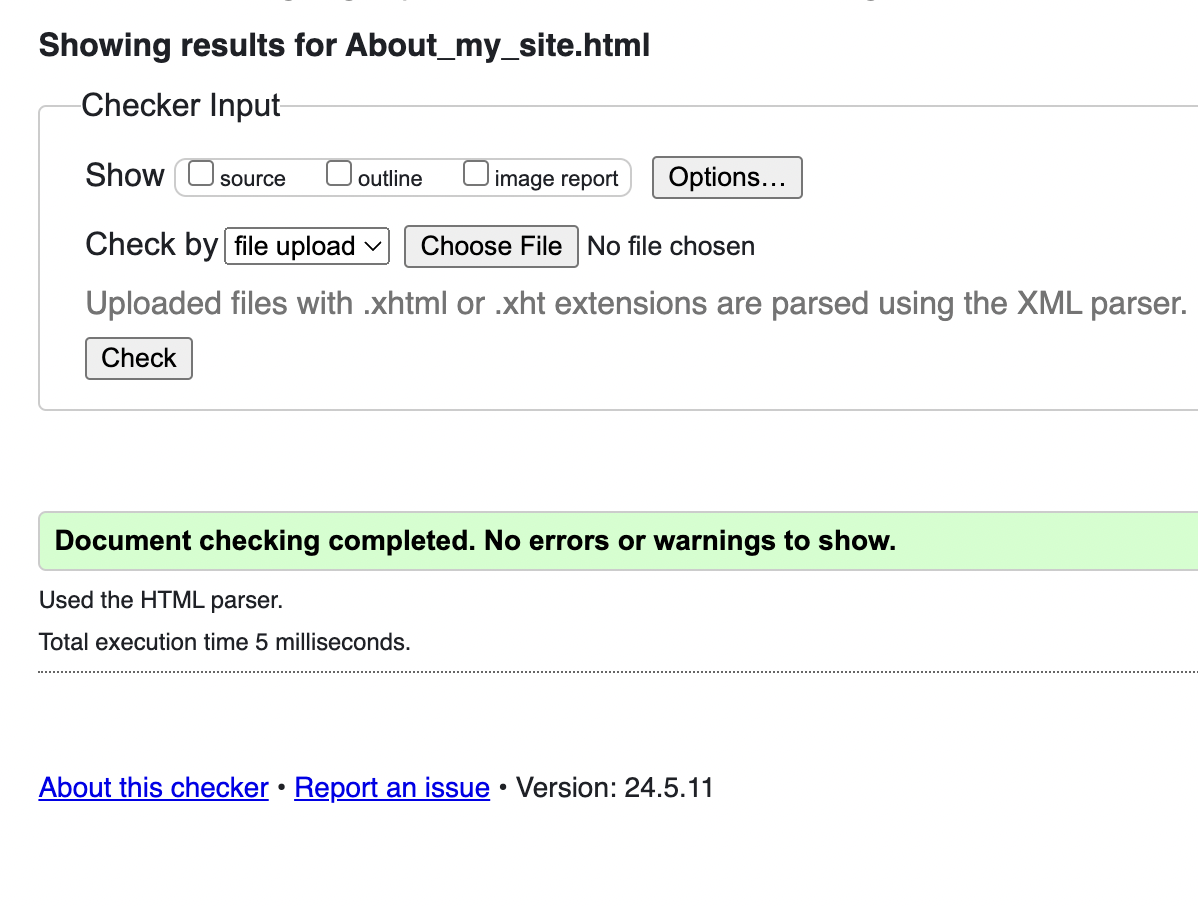 Showing results for About_my_site.html
Checker Input
Show source outline image report Options...
Check by file upload Choose File No file chosen
Uploaded files with .xhtml or .xht extensions are parsed using the XML parser.
Check
Document checking completed. No errors or warnings to show.
Used the HTML parser.
Total execution time 5 milliseconds.
About this checker • Report an issue • Version: 24.5.11